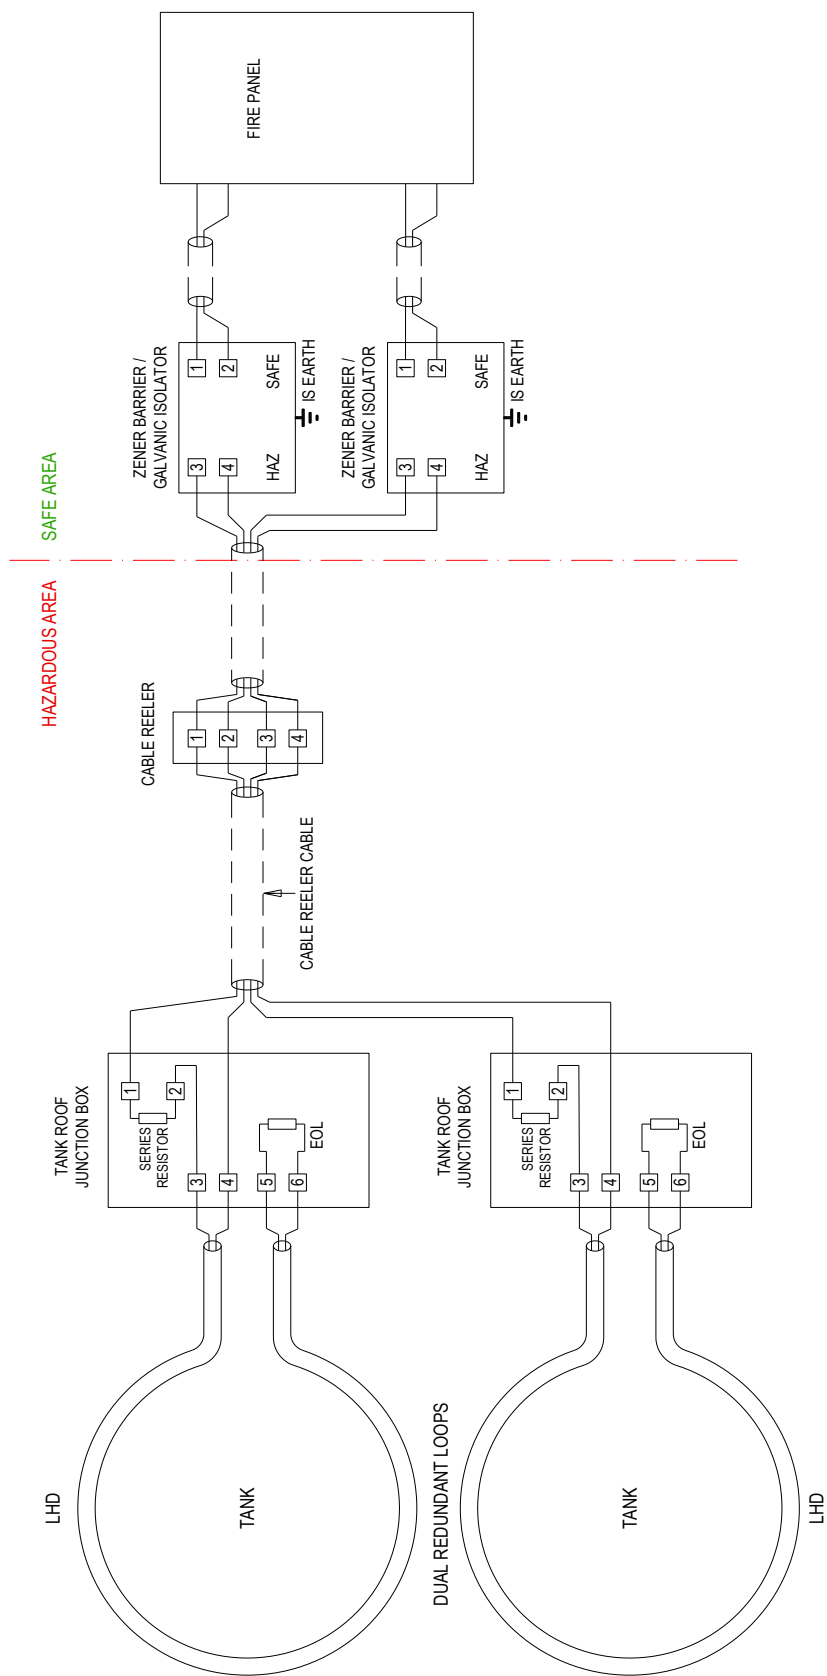 LHD
TANK
DUAL REDUNDANT LOOPS
TANK
LHD
TANK ROOF
JUNCTION BOX
1
SERIES
RESISTOR
2
3
4
5
6
EOL
TANK ROOF
JUNCTION BOX
1
SERIES
RESISTOR
2
3
4
5
6
EOL
CABLE REELER CABLE
CABLE REELER
1
2
3
4
HAZARDOUS AREA
SAFE AREA
ZENER BARRIER /
GALVANIC ISOLATOR
3
1
4
2
HAZ
SAFE
IS EARTH
ZENER BARRIER /
GALVANIC ISOLATOR
3
1
4
2
HAZ
SAFE
IS EARTH
FIRE PANEL